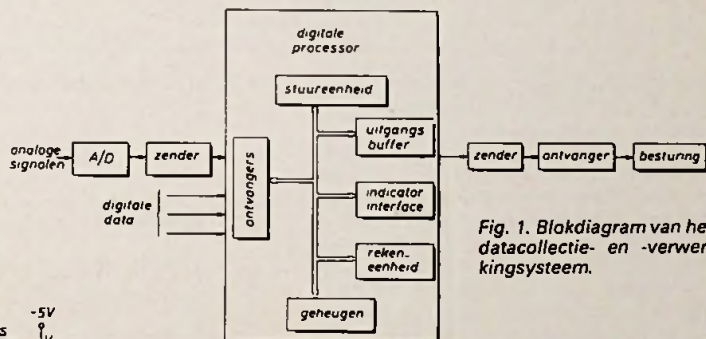 digitale
processor
stuureenheid
analoge
signalen
A/D
zender
ontvangers
uitgangs
buffer
zender
ontvanger
besturing
digitale
data
indicator
interface
reken-
eenheid
geheugen
Fig. 1. Blokdiagram van he
datacollectie- en -verwer
kingsysteem.
-5V
s